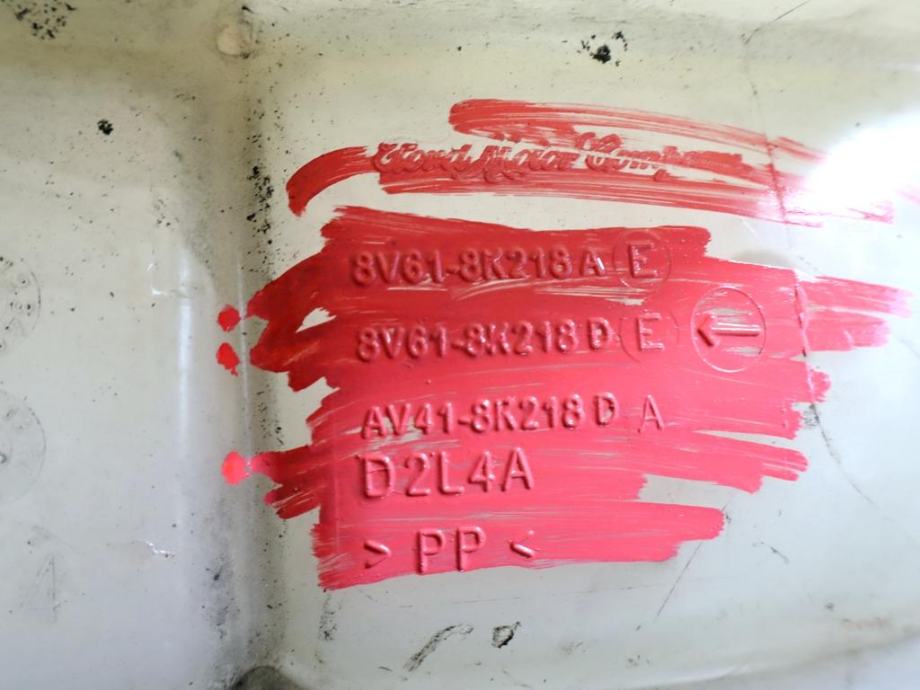 Ford Motor Company
8V61-8K218 A E
8V61-8K218 D E
AV41-8K218 D A
D2L4A
> PP <